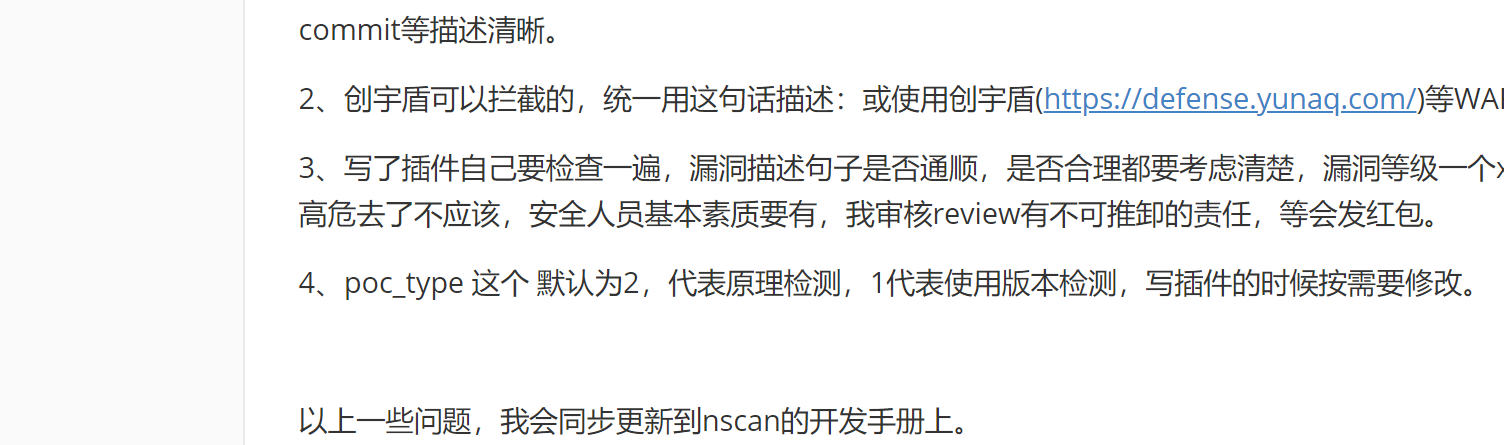 commit等描述清晰。
2、创宇盾可以拦截的，统一用这句话描述：或使用创宇盾(https://defense.yunaq.com/)等WAF
3、写了插件自己要检查一遍，漏洞描述句子是否通顺，是否合理都要考虑清楚，漏洞等级一个x
高危去了不应该，安全人员基本素质要有，我审核review有不可推卸的责任，等会发红包。
4、poc_type 这个 默认为2，代表原理检测，1代表使用版本检测，写插件的时候按需要修改。
以上一些问题，我会同步更新到nscan的开发手册上。